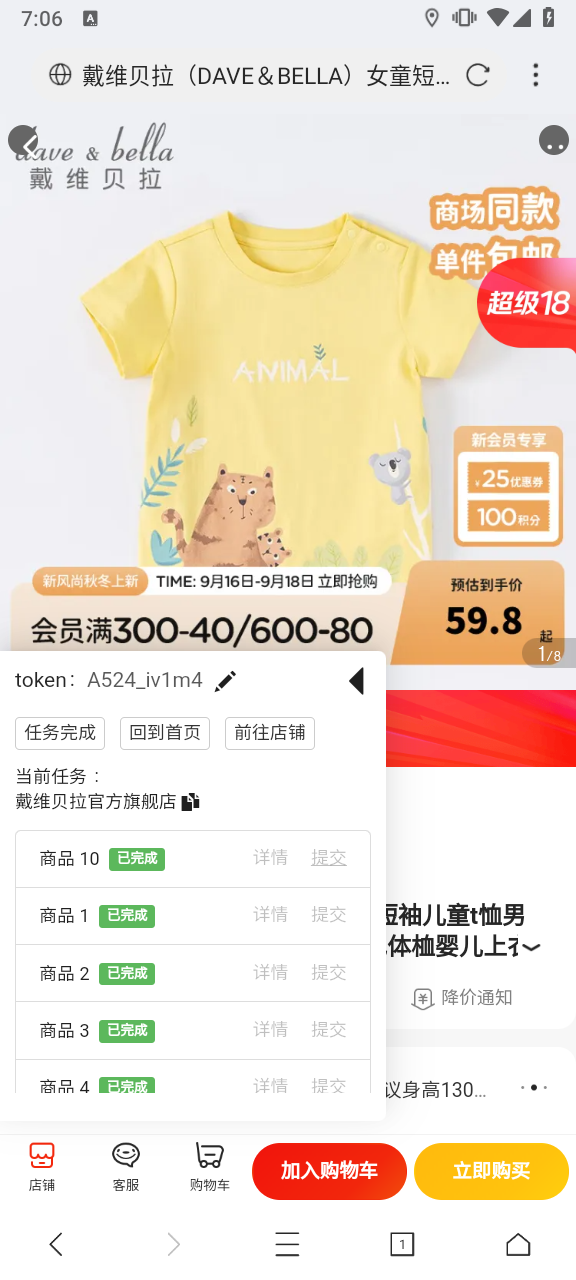 7:06
A
戴维贝拉（DAVE＆BELLA）女童短...
dave & bella
戴维贝拉
商场同款
单件包邮
超级18
ANIMAL
新会员专享
¥25优惠券
100积分
新风尚秋冬上新 TIME: 9月16日-9月18日 立即抢购
预估到手价
会员满300-40/600-80
59.8起
1/8
token： A524_iv1m4
任务完成 回到首页 前往店铺
当前任务：
戴维贝拉官方旗舰店
商品 10 已完成 详情 提交
商品 1 已完成 详情 提交
短袖儿童t恤男
体桖婴儿上衣
商品 2 已完成 详情 提交
降价通知
商品 3 已完成 详情 提交
商品 4 已完成 详情 提交
议身高130...
店铺 客服 购物车 加入购物车 立即购买
1